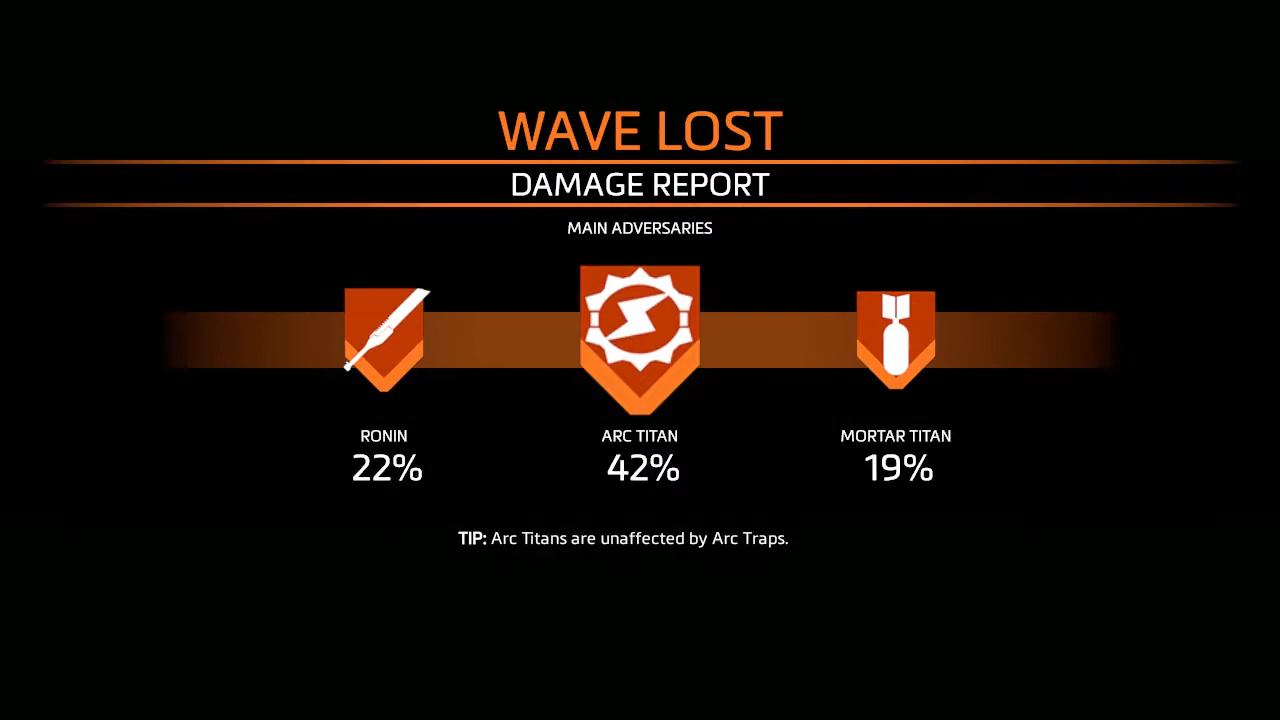 WAVE LOST
DAMAGE REPORT
MAIN ADVERSARIES
RONIN ARC TITAN MORTAR TITAN
22% 42% 19%
TIP: Arc Titans are unaffected by Arc Traps.